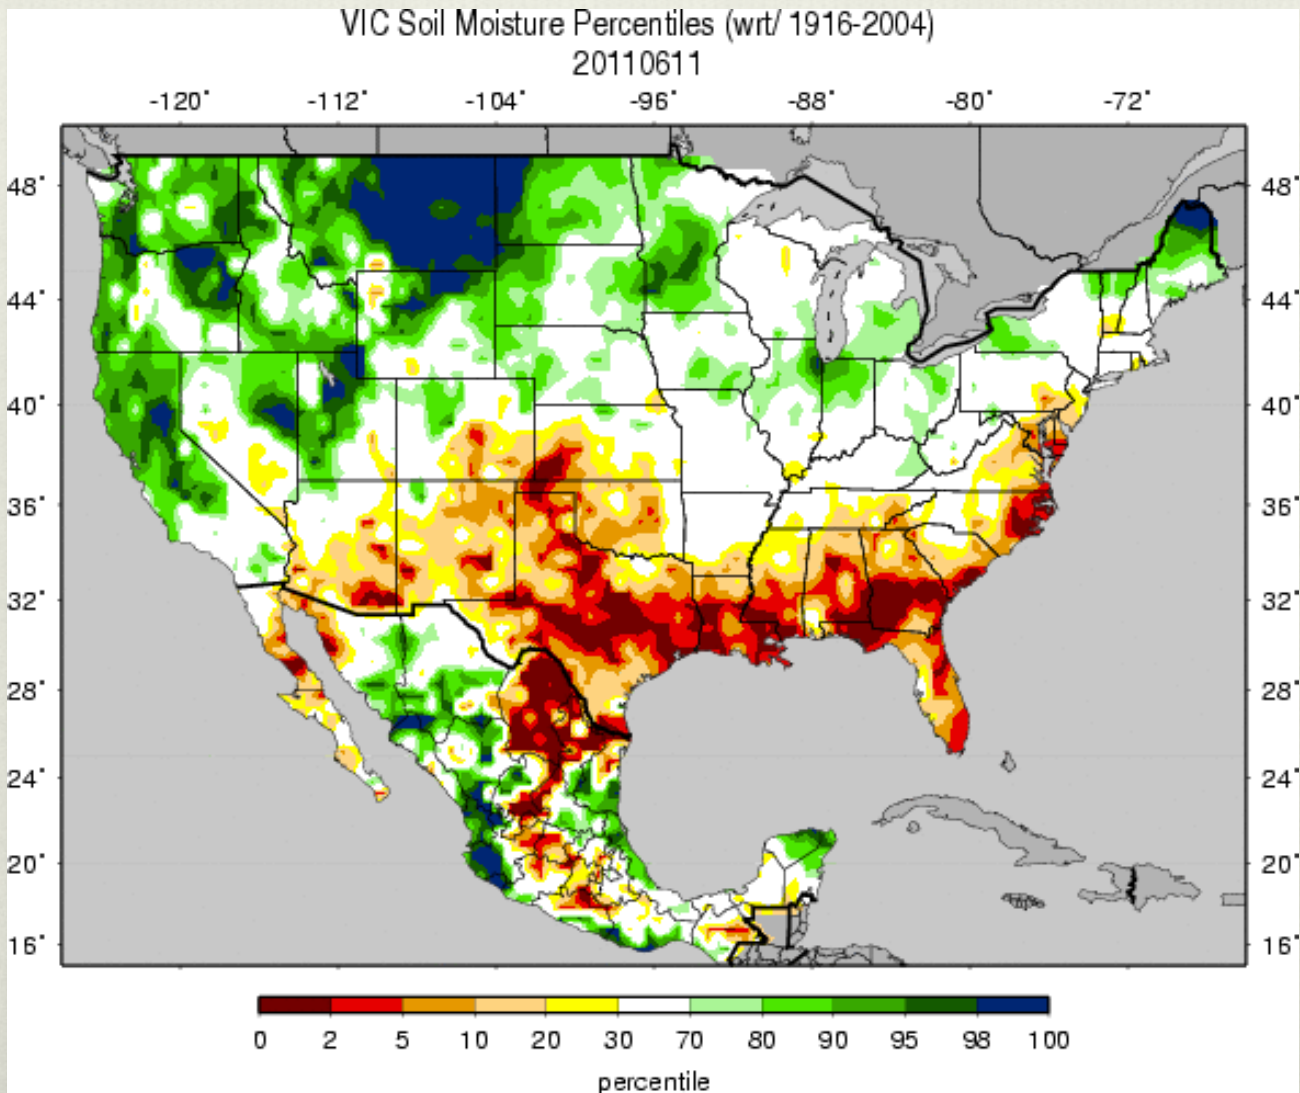 VIC Soil Moisture Percentiles (wrt/ 1916-2004)
20110611
-120˚ -112˚ -104˚ -96˚ -88˚ -80˚ -72˚
48˚ 48˚
44˚ 44˚
40˚ 40˚
36˚ 36˚
32˚ 32˚
28˚ 28˚
24˚ 24˚
20˚ 20˚
16˚ 16˚
0 2 5 10 20 30 70 80 90 95 98 100
percentile